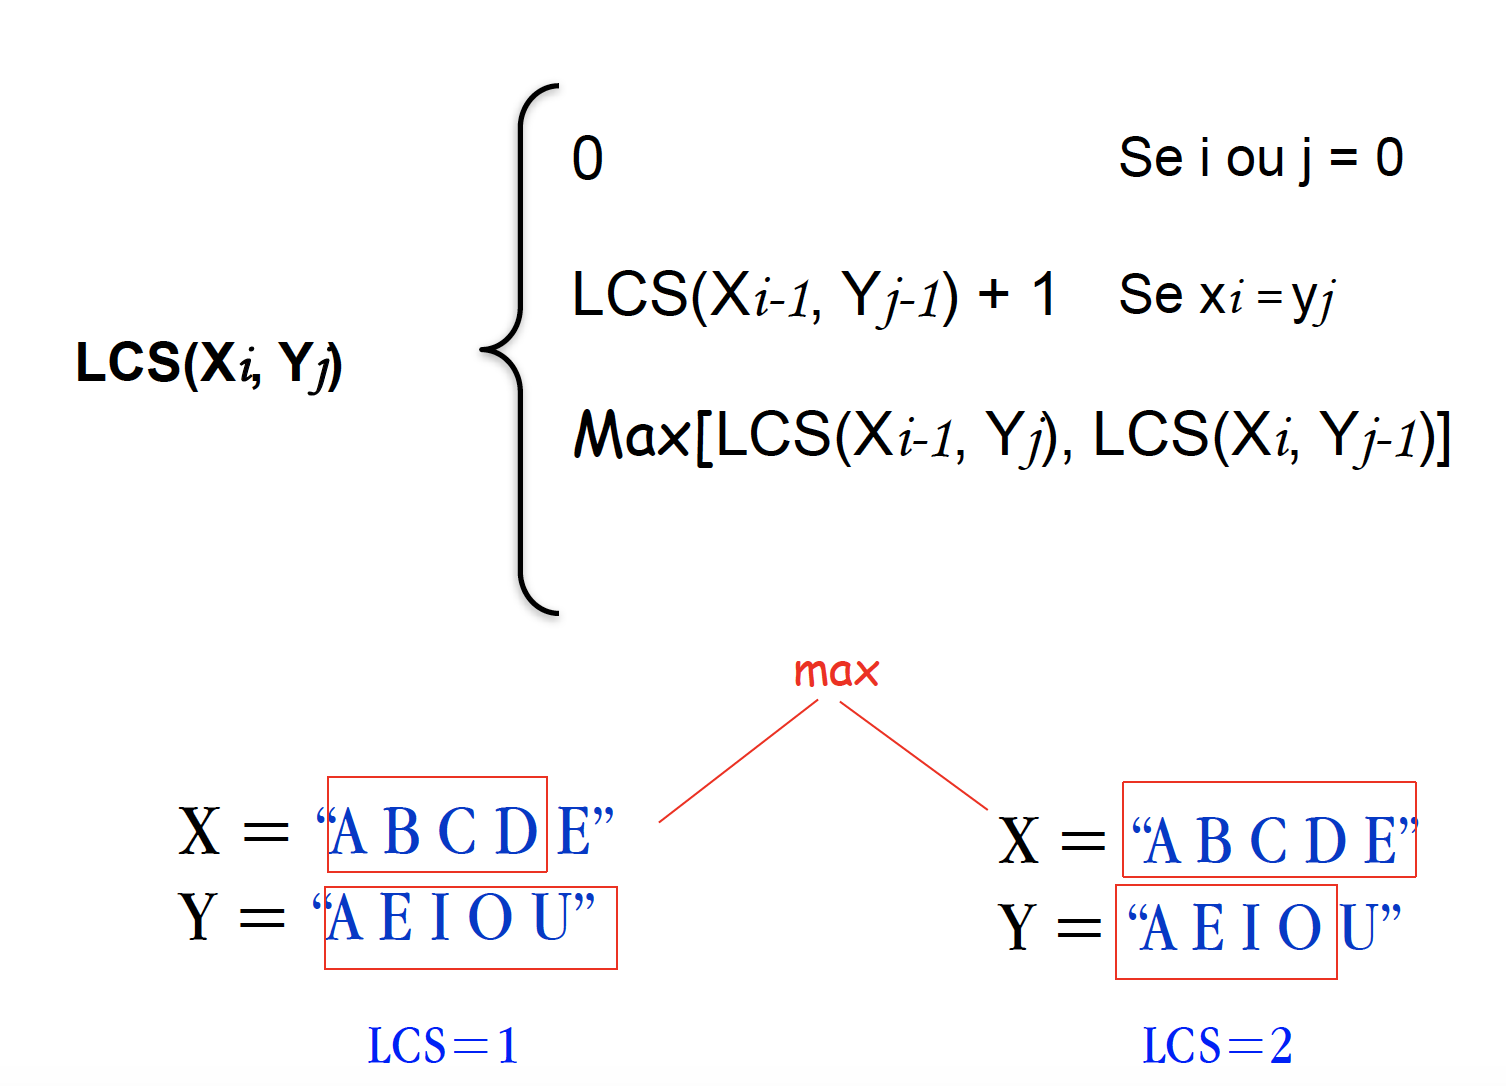 0 Se i ou j = 0
LCS(Xi-1, Yj-1) + 1 Se xi = yj
LCS(Xi, Yj)
Max[LCS(Xi-1, Yj), LCS(Xi, Yj-1)]
max
X = “A B C D E”
Y = “A E I O U”
LCS=1
X = “A B C D E”
Y = “A E I O U”
LCS=2